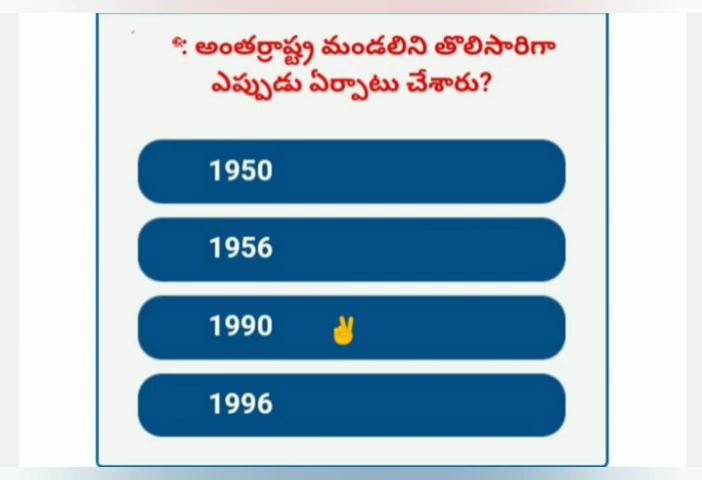 : అంతర్రాష్ట్ర మండలిని తొలిసారిగా
ఎప్పుడు ఏర్పాటు చేశారు?
1950
1956
1990 ✌
1996